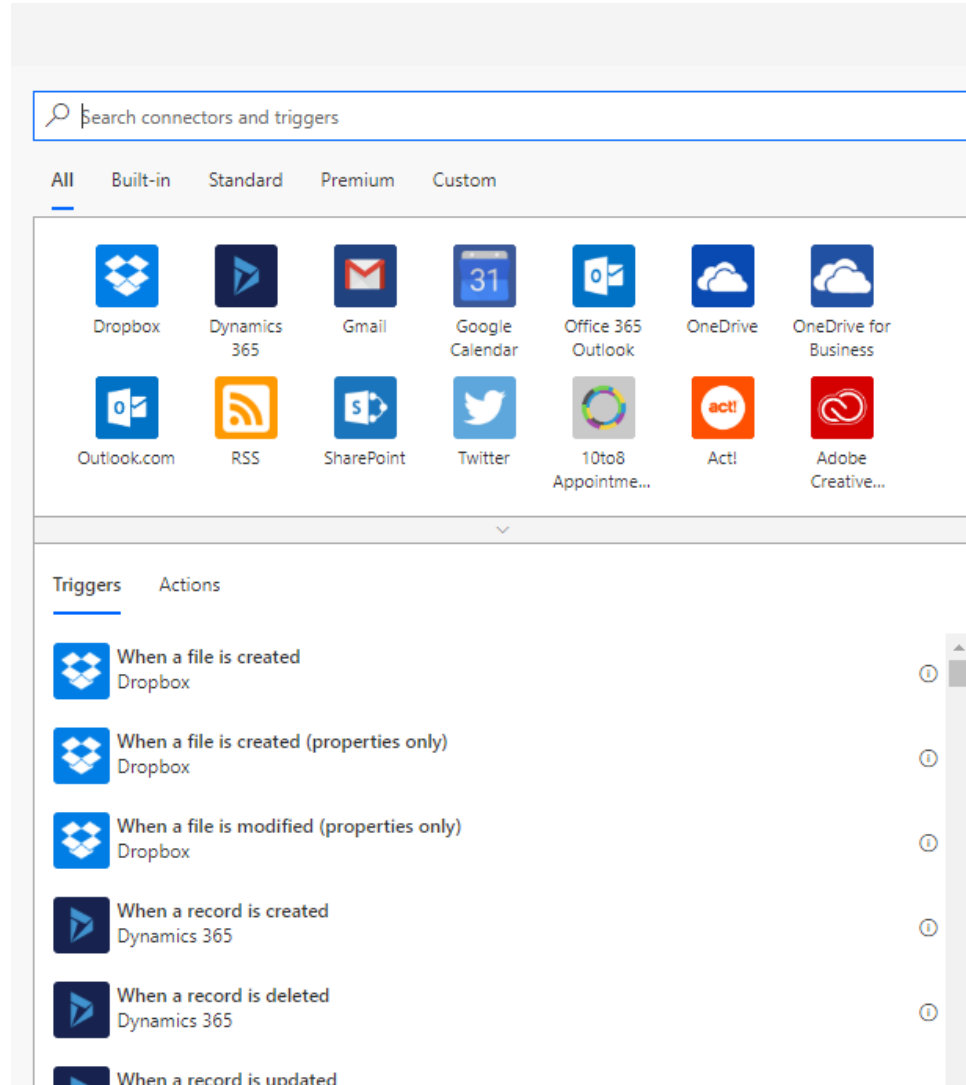 Search connectors and triggers
All Built-in Standard Premium Custom
31
act!
Dropbox Dynamics 365 Gmail Google Calendar Office 365 Outlook OneDrive OneDrive for Business
Outlook.com RSS SharePoint Twitter 10to8 Appointme... Act! Adobe Creative...
Triggers Actions
When a file is created
Dropbox
When a file is created (properties only)
Dropbox
When a file is modified (properties only)
Dropbox
When a record is created
Dynamics 365
When a record is deleted
Dynamics 365
When a record is updated